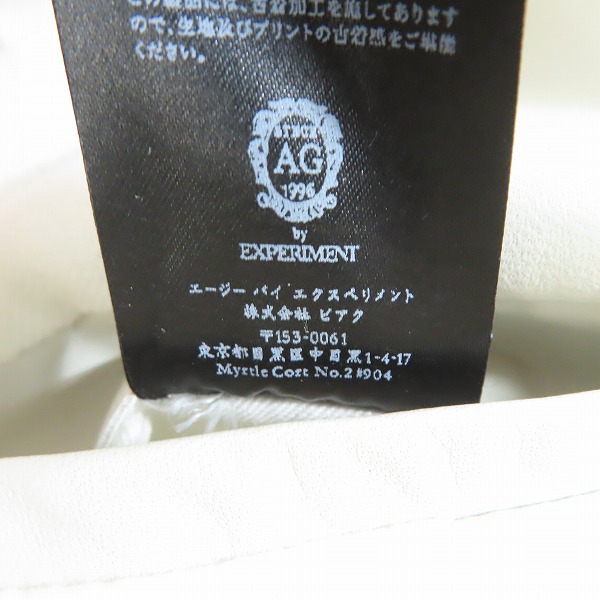 この製品には、古着加工を施してあります
ので、生地及びプリントの古着感をご堪能
ください。
SINCE
AG
1996
by
EXPERIMENT
エージー バイ エクスペリメント
株式会社 ピアク
〒153-0061
東京都目黒区中目黒1-4-17
Myrtle Cort No.2 #904